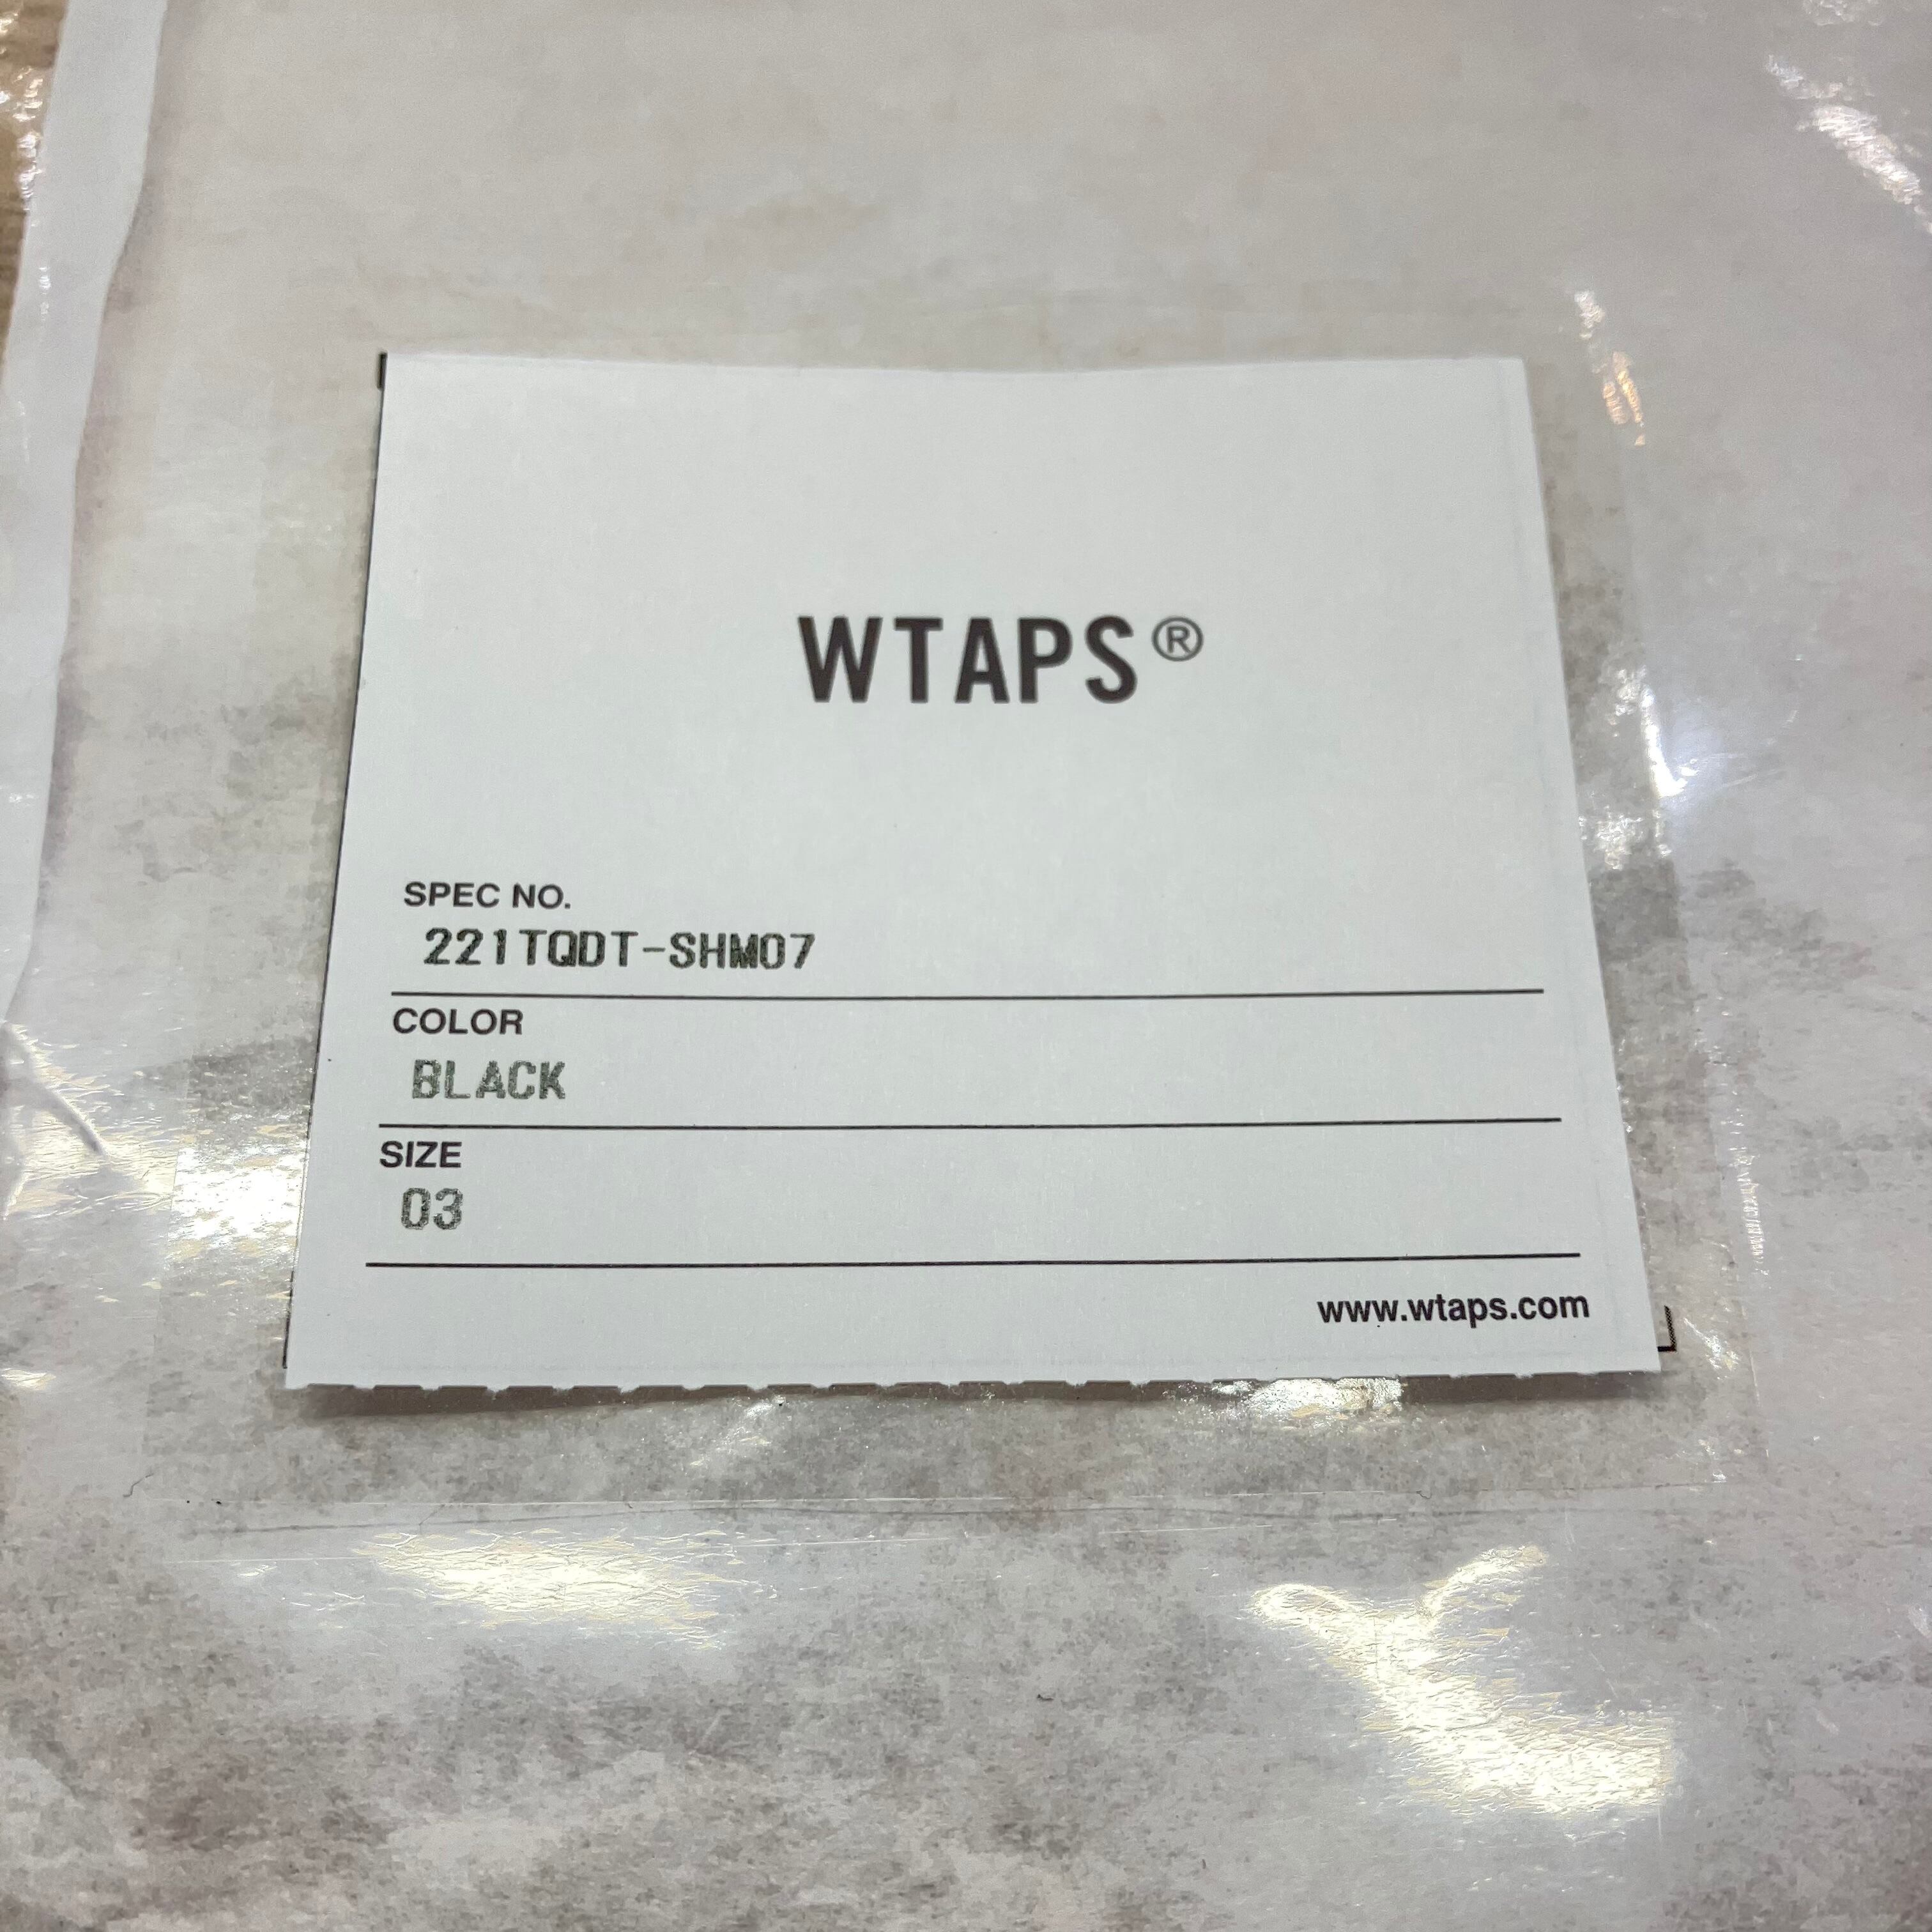 WTAPS®
SPEC NO.
221TQDT-SHM07
COLOR
BLACK
SIZE
03
www.wtaps.com